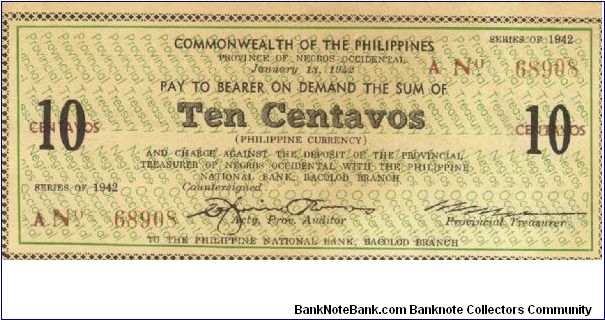 COMMONWEALTH OF THE PHILIPPINES
SERIES OF 1942
PROVINCE OF NEGROS OCCIDENTAL
January 13, 1942
A No 68908
PAY TO BEARER ON DEMAND THE SUM OF
10 CENTAVOS
Ten Centavos
10 CENTAVOS
(PHILIPPINE CURRENCY)
AND CHARGE AGAINST THE DEPOSIT OF THE PROVINCIAL
TREASURER OF NEGROS OCCIDENTAL WITH THE PHILIPPINE
NATIONAL BANK, BACOLOD BRANCH
SERIES OF 1942
Countersigned
A No 68908
Actg. Prov. Auditor
Provincial Treasurer
TO THE PHILIPPINE NATIONAL BANK, BACOLOD BRANCH
BankNoteBank.com Banknote Collectors Community